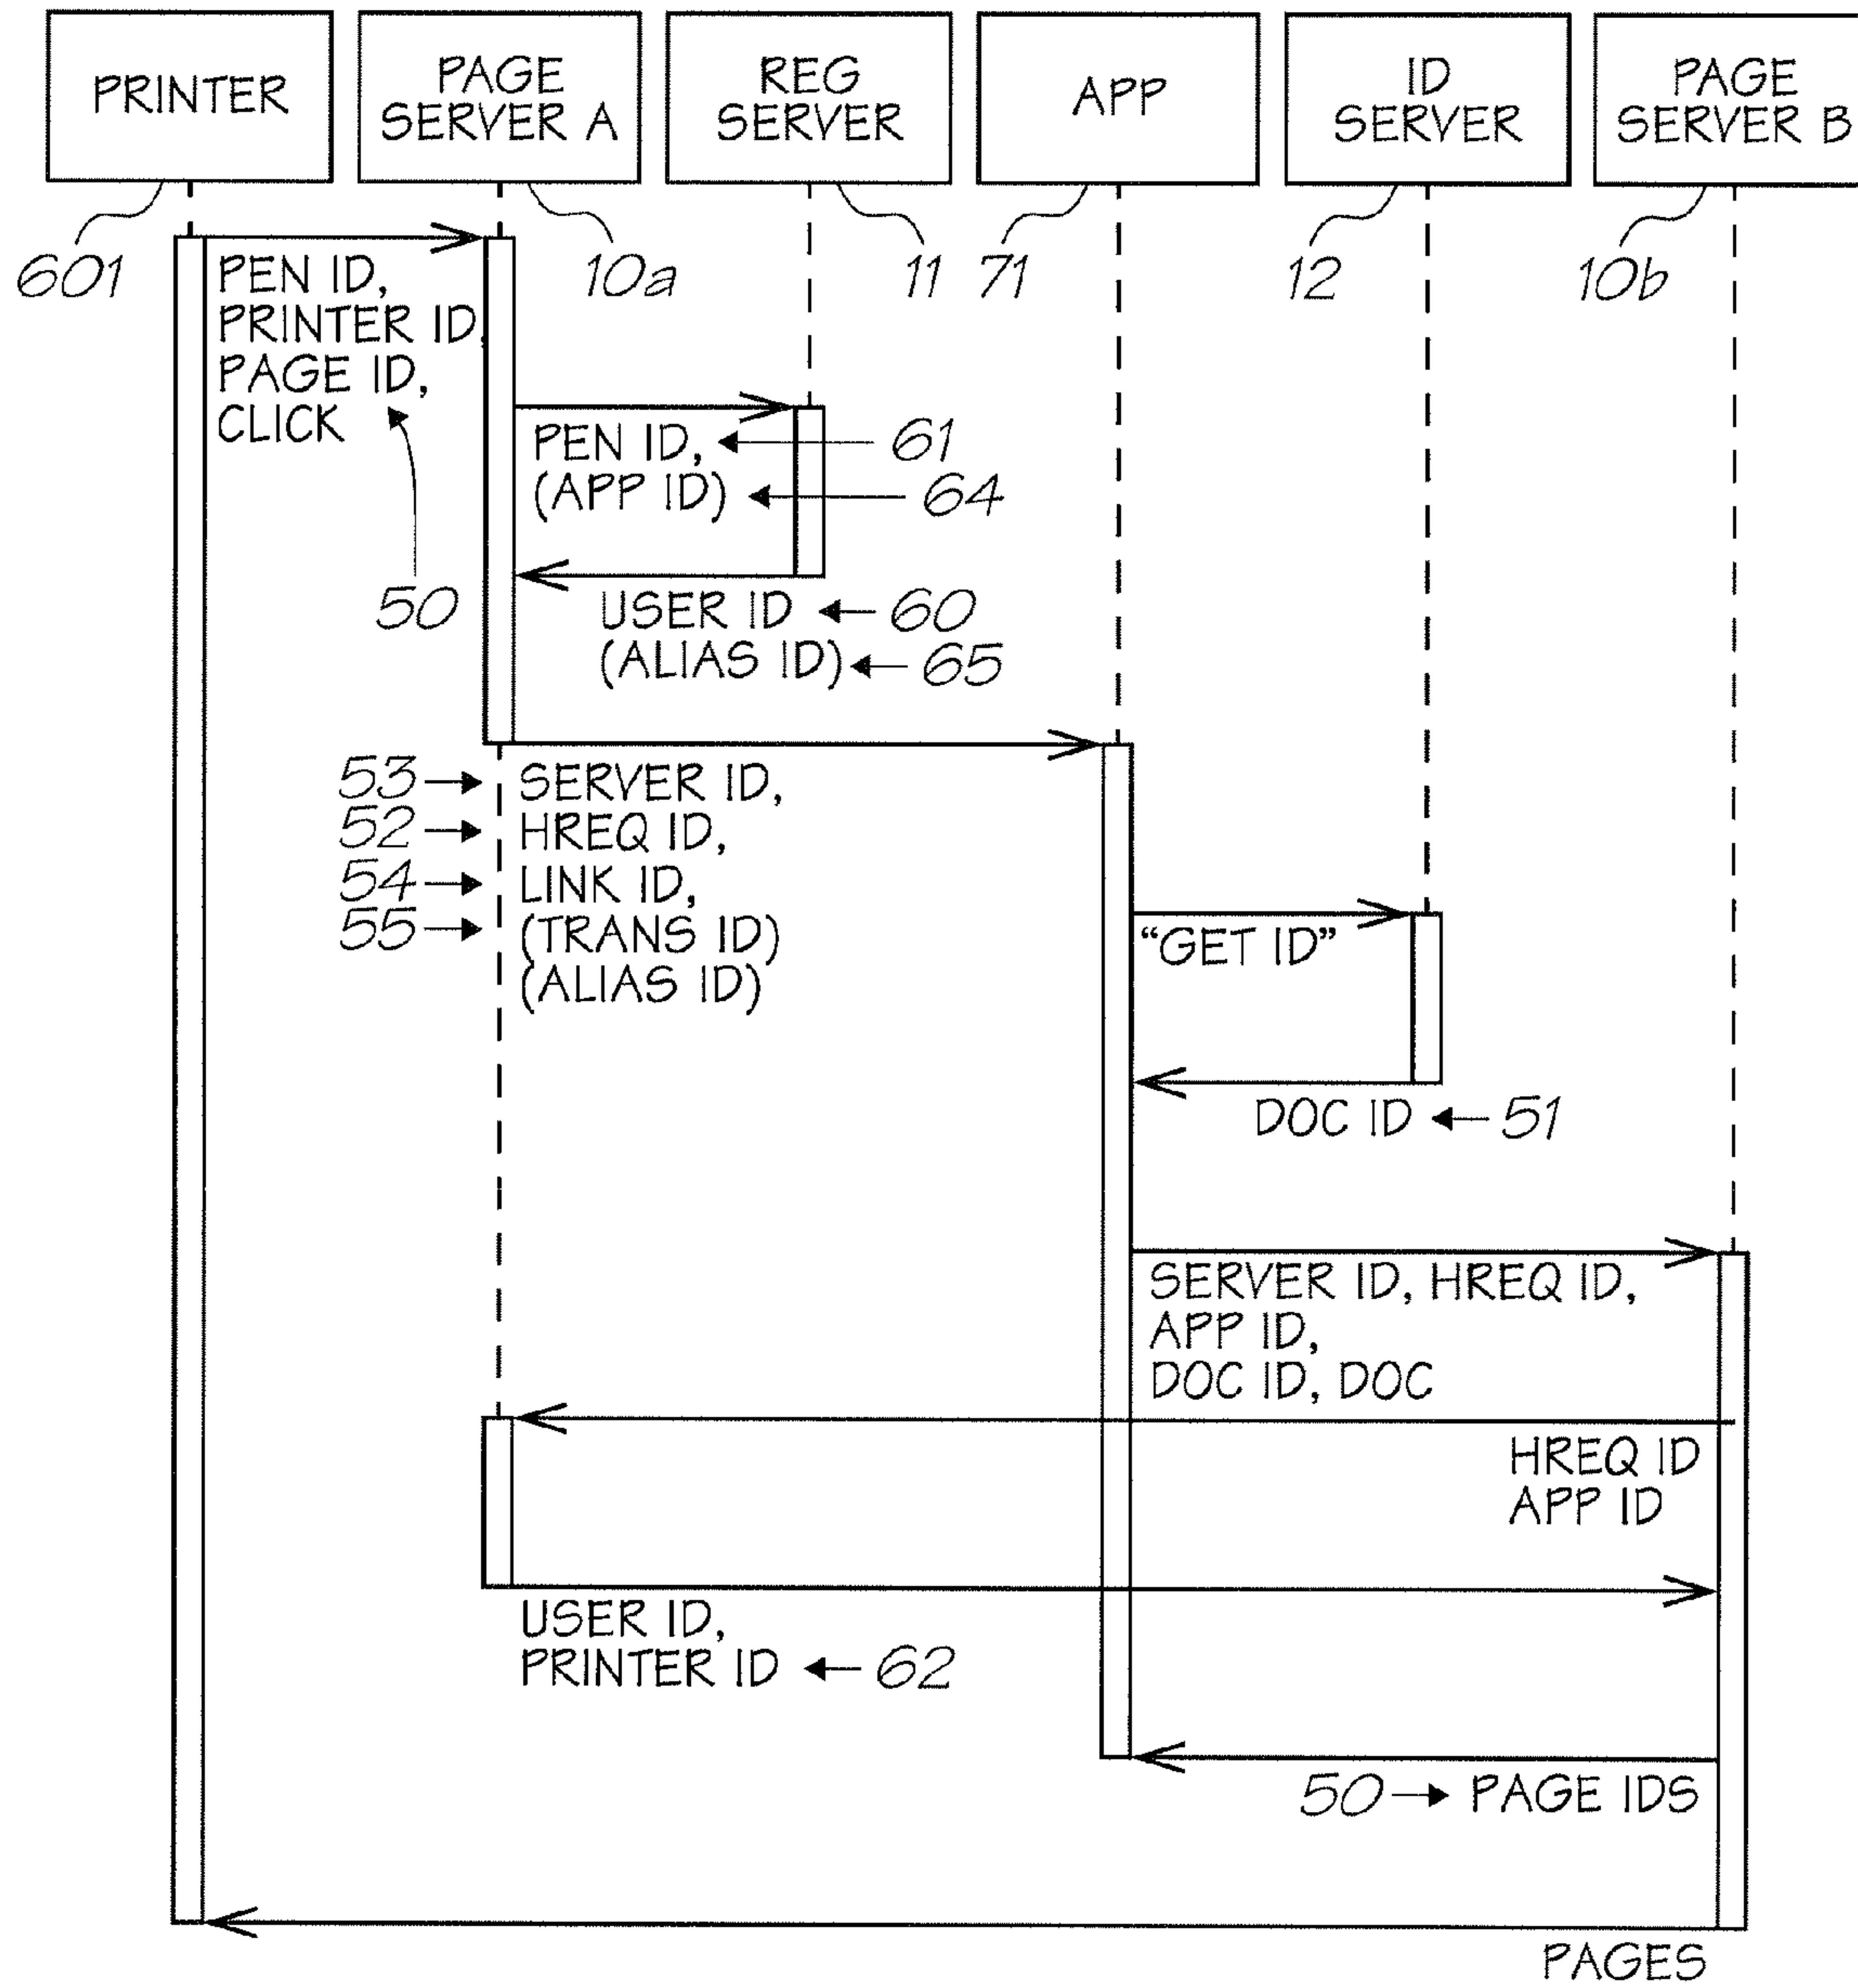 PRINTER
PAGE
SERVER A
REG
SERVER
APP
ID
SERVER
PAGE
SERVER B
601
10a
11
71
12
10b
PEN ID,
PRINTER ID,
PAGE ID,
CLICK
50
PEN ID,
61
(APP ID)
64
USER ID
60
(ALIAS ID)
65
53
SERVER ID,
52
HREQ ID,
54
LINK ID,
55
(TRANS ID)
(ALIAS ID)
“GET ID”
DOC ID
51
SERVER ID, HREQ ID,
APP ID,
DOC ID, DOC
HREQ ID
APP ID
USER ID,
PRINTER ID
62
50
PAGE IDS
PAGES